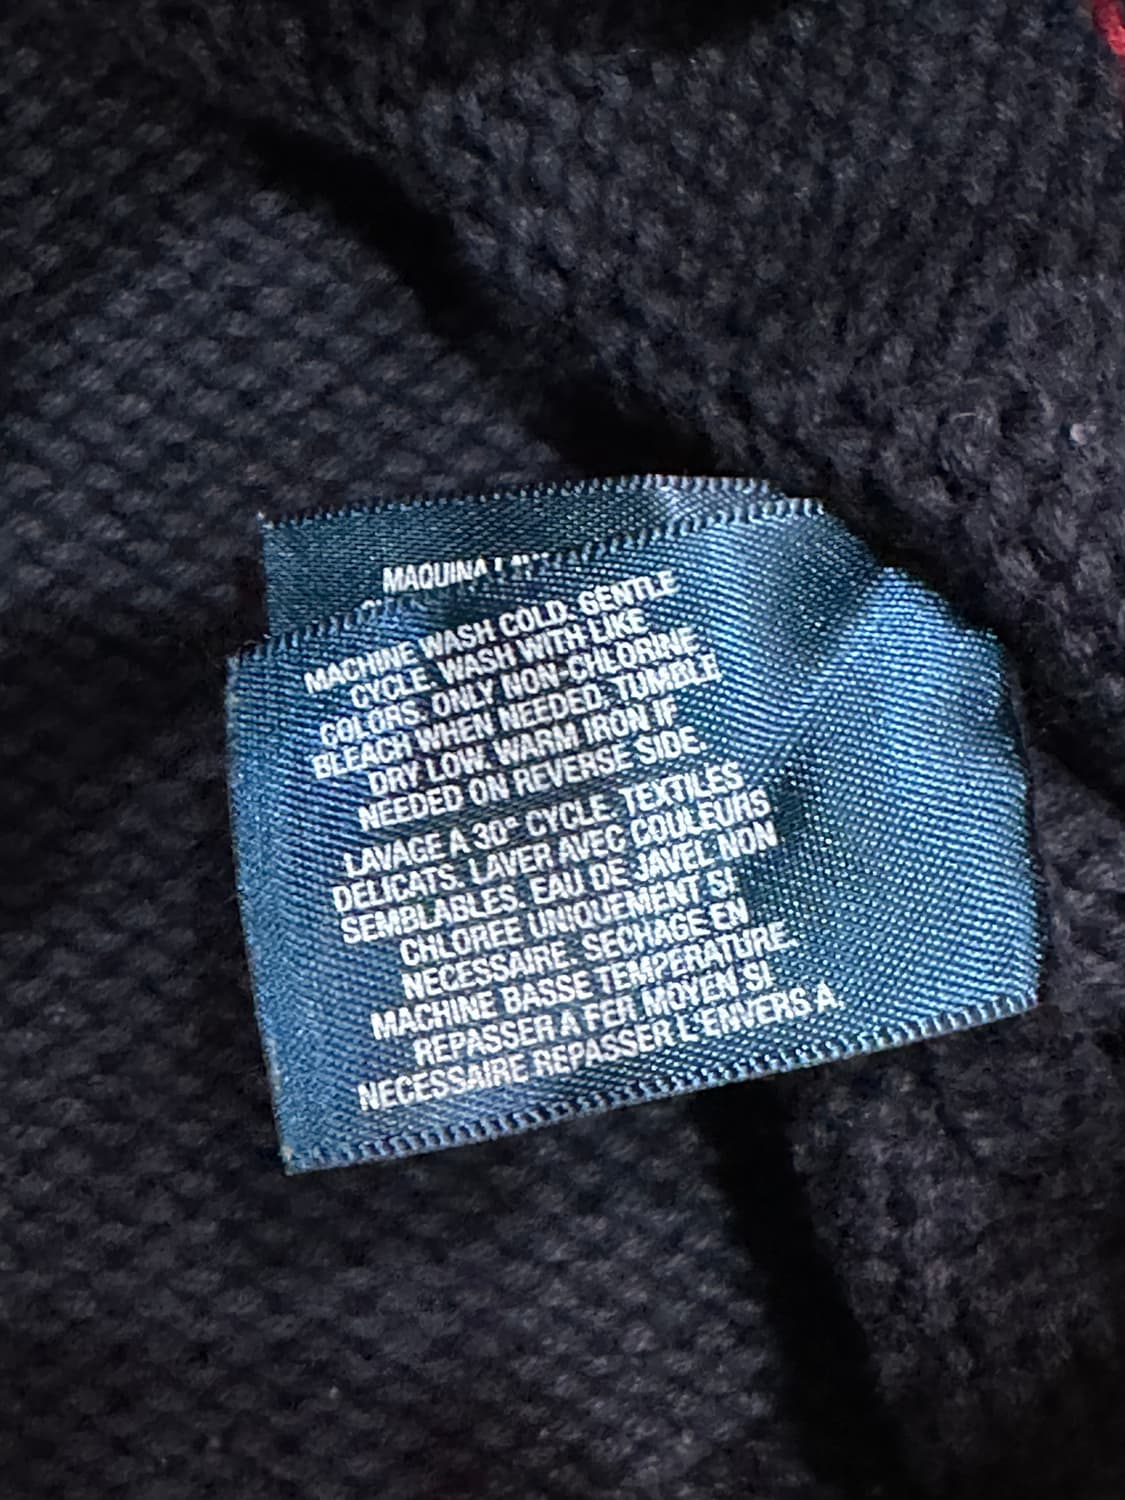 MAQUINA
MACHINE WASH COLD. GENTLE
CYCLE. WASH WITH LIKE
COLORS. ONLY NON-CHLORINE
BLEACH WHEN NEEDED. TUMBLE
DRY LOW. WARM IRON IF
NEEDED ON REVERSE SIDE.
LAVAGE A 30° CYCLE TEXTILES
DELICATS. LAVER AVEC COULEURS
SEMBLABLES. EAU DE JAVEL NON
CHLOREE UNIQUEMENT SI
NECESSAIRE. SECHAGE EN
MACHINE BASSE TEMPERATURE.
REPASSER A FER MOYEN SI
NECESSAIRE REPASSER L'ENVERS A.